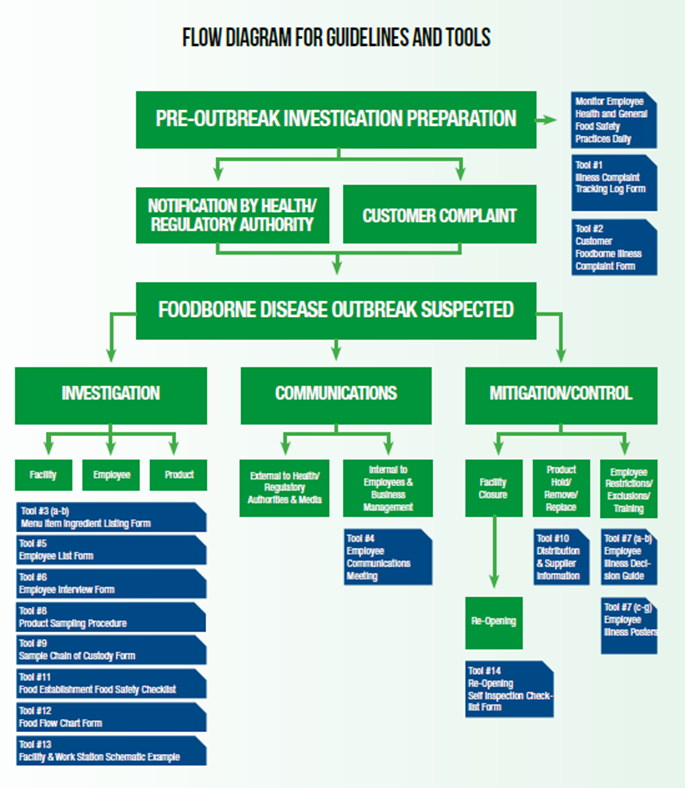 FLOW DIAGRAM FOR GUIDELINES AND TOOLS
PRE-OUTBREAK INVESTIGATION PREPARATION
Monitor Employee
Health and General
Food Safety
Practices Daily
Tool #1
Illness Complaint
Tracking Log Form
Tool #2
Customer
Foodborne Illness
Complaint Form
NOTIFICATION BY HEALTH/
REGULATORY AUTHORITY
CUSTOMER COMPLAINT
FOODBORNE DISEASE OUTBREAK SUSPECTED
INVESTIGATION
Facility
Employee
Product
Tool #3 (a-b)
Menu Item Ingredient Listing Form
Tool #5
Employee List Form
Tool #6
Employee Interview Form
Tool #8
Product Sampling Procedure
Tool #9
Sample Chain of Custody Form
Tool #11
Food Establishment Food Safety Checklist
Tool #12
Food Flow Chart Form
Tool #13
Facility & Work Station Schematic Example
COMMUNICATIONS
External to Health/
Regulatory
Authorities & Media
Internal to
Employees &
Business
Management
Tool #4
Employee
Communications
Meeting
MITIGATION/CONTROL
Facility
Closure
Product
Hold/
Remove/
Replace
Employee
Restrictions/
Exclusions/
Training
Tool #10
Distribution
& Supplier
Information
Tool #7 (a-b)
Employee
Illness Deci-
sion Guide
Tool #7 (c-g)
Employee
Illness Posters
Re-Opening
Tool #14
Re-Opening
Self Inspection Check-
list Form